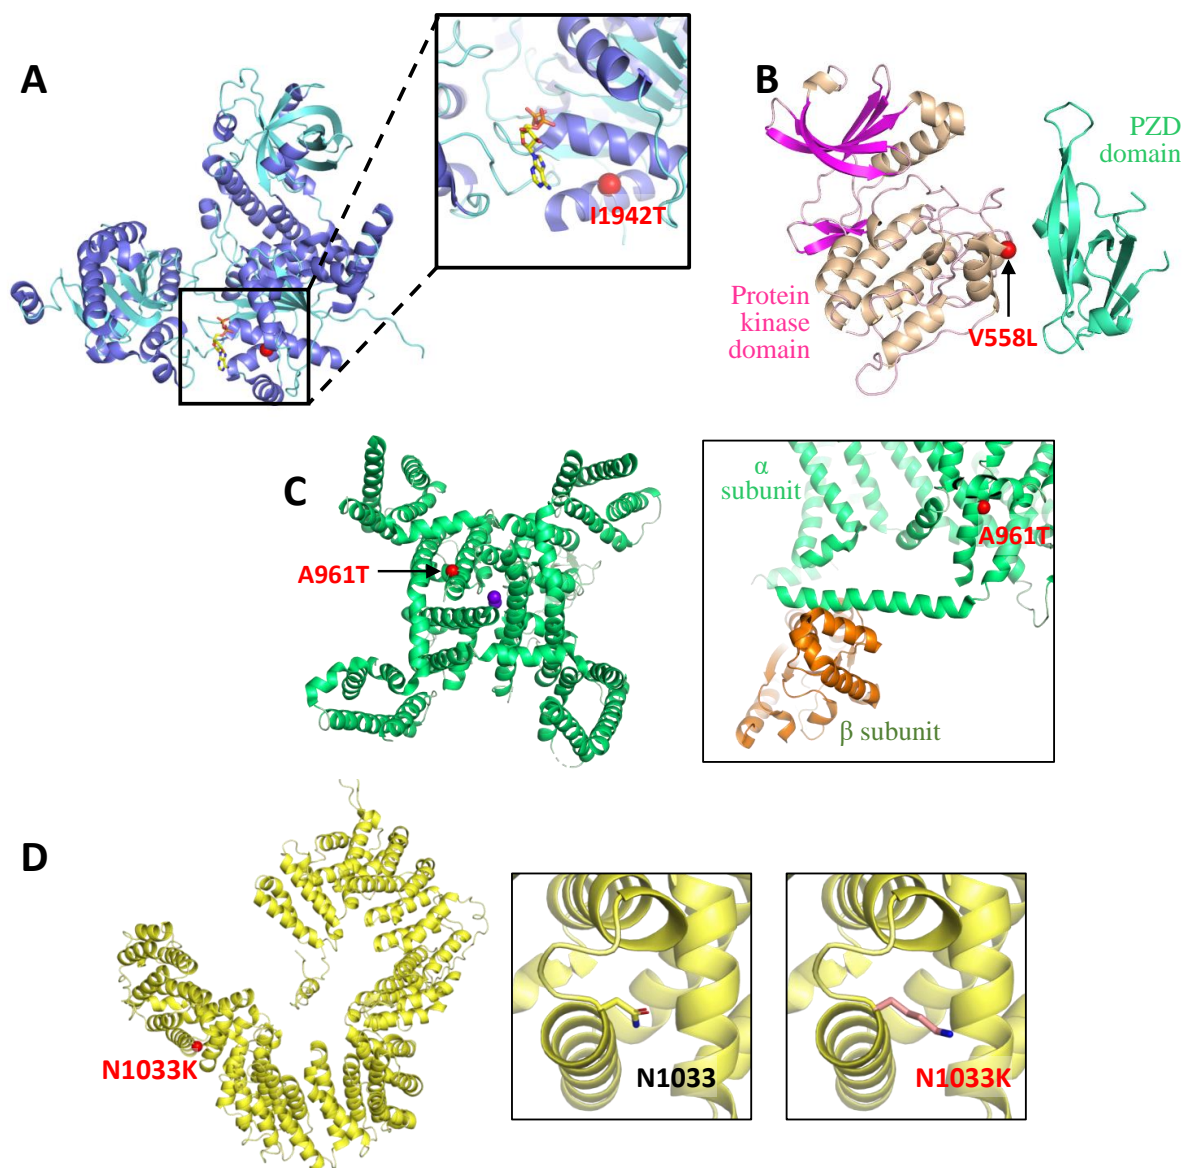 A
I1942T
B
PZD
domain
Protein
kinase
domain
V558L
C
A961T
α
subunit
A961T
β subunit
D
N1033K
N1033
N1033K